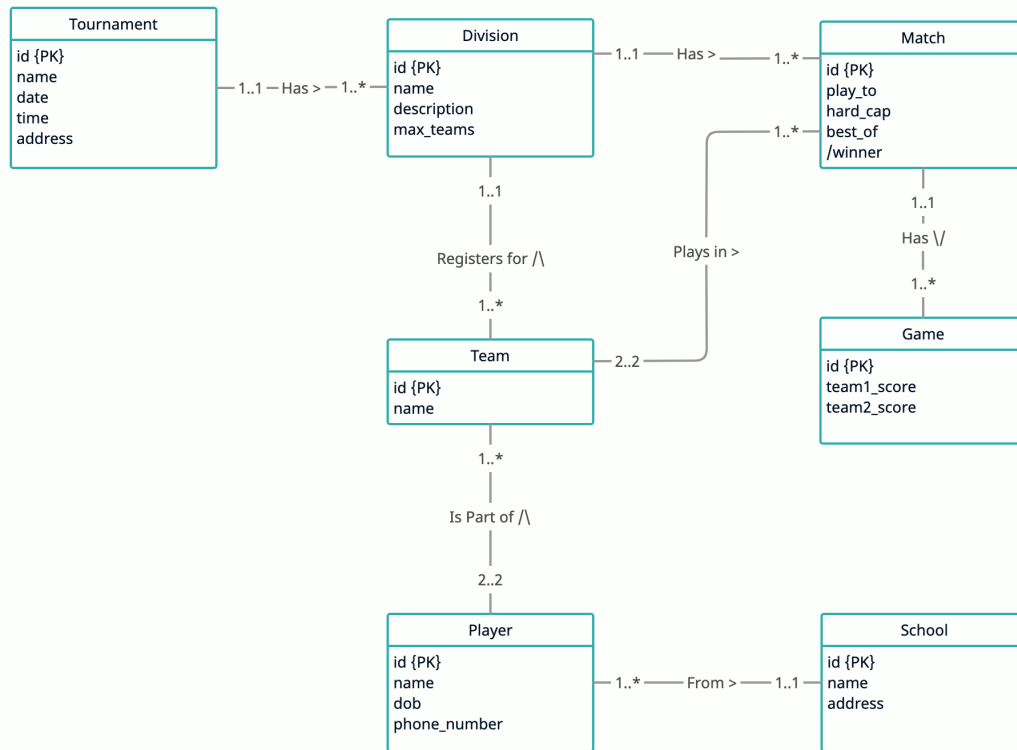 Tournament
id {PK}
name
date
time
address
1..1
Has >
1..*
Division
id {PK}
name
description
max_teams
1..1
Has >
1..*
Match
id {PK}
play_to
hard_cap
best_of
/winner
1..1
Registers for /\
1..*
1..*
Plays in >
2..2
1..1
Has \/
1..*
Team
id {PK}
name
Game
id {PK}
team1_score
team2_score
1..*
Is Part of /\
2..2
Player
id {PK}
name
dob
phone_number
1..*
From >
1..1
School
id {PK}
name
address